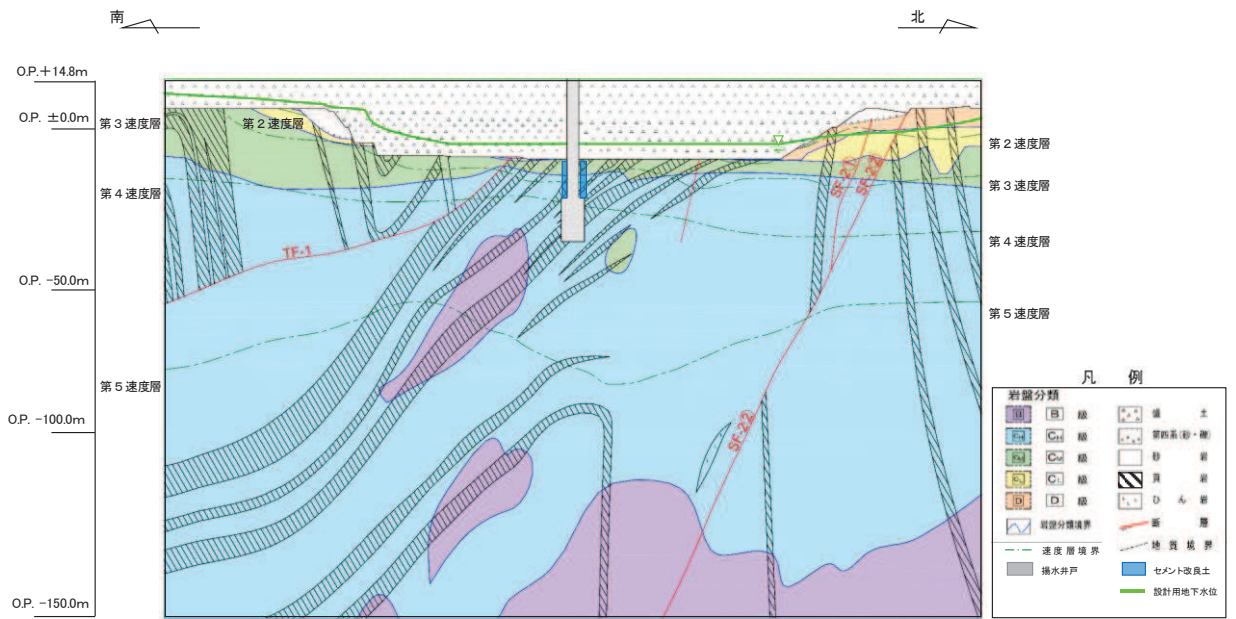 南
北
O.P.+14.8m
O.P. ±0.0m
O.P. -50.0m
O.P. -100.0m
O.P. -150.0m
第3速度層
第2速度層
第4速度層
第5速度層
第2速度層
第3速度層
第4速度層
第5速度層
TF-1
SF-2①
SF-2②
SF-2②
凡 例
岩盤分類
B B 級
CH CH 級
CM CM 級
CL CL 級
D D 級
岩盤分類境界
速度層境界
揚水井戸
盛 土
第四系(砂・礫)
砂 岩
頁 岩
ひ ん 岩
断 層
地質境界
セメント改良土
設計用地下水位